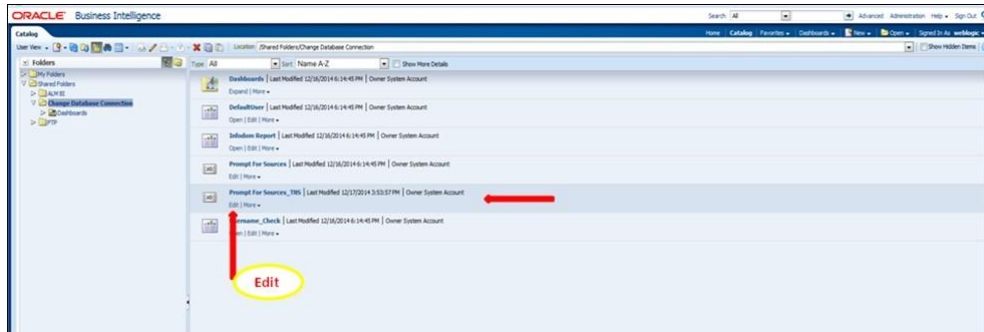 ORACLE Business Intelligence
Search All Advanced Administration Help Sign Out
Catalog
Home Catalog Favorites Dashboards New Open Signed In As weblogic
User View Location /Shared Folders/Change Database Connection Show Hidden Items
Folders
Type All Sort Name A-Z Show More Details
My Folders
Shared Folders
ALM BI
Change Database Connection
Dashboards
FTP
Dashboards | Last Modified 12/16/2014 6:14:45 PM | Owner System Account
Expand | More
DefaultUser | Last Modified 12/16/2014 6:14:45 PM | Owner System Account
Open | Edit | More
Infodom Report | Last Modified 12/16/2014 6:14:45 PM | Owner System Account
Open | Edit | More
Prompt For Sources | Last Modified 12/16/2014 6:14:45 PM | Owner System Account
Edit | More
Prompt For Sources_TNS | Last Modified 12/17/2014 3:53:57 PM | Owner System Account
Edit | More
ername_Check | Last Modified 12/16/2014 6:14:45 PM | Owner System Account
Edit | More
Edit